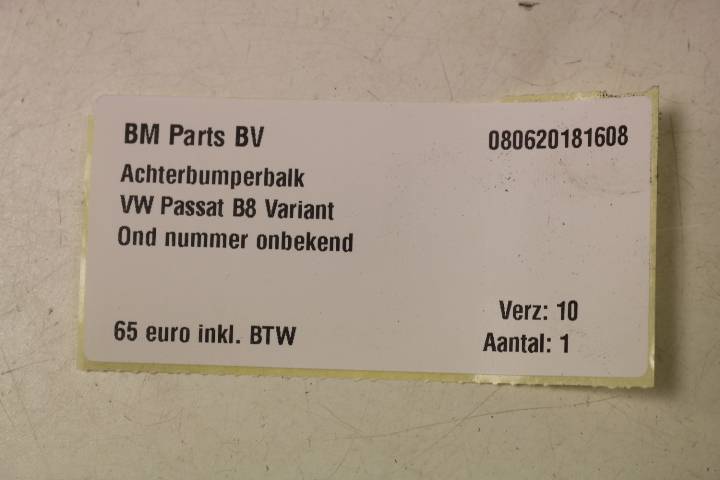 BM Parts BV
080620181608
Achterbumperbalk
VW Passat B8 Variant
Ond nummer onbekend
Verz: 10
65 euro inkl. BTW
Aantal: 1